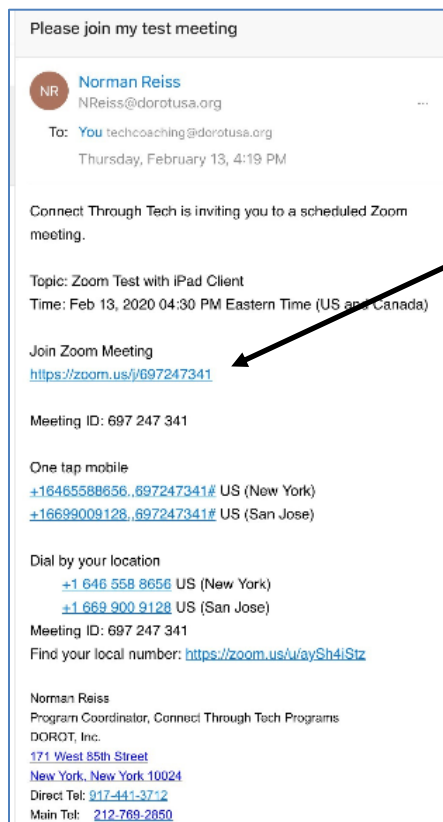 Please join my test meeting
NR
Norman Reiss
NReiss@dorotusa.org
...
To: You techcoaching@dorotusa.org
Thursday, February 13, 4:19 PM
Connect Through Tech is inviting you to a scheduled Zoom
meeting.
Topic: Zoom Test with iPad Client
Time: Feb 13, 2020 04:30 PM Eastern Time (US and Canada)
Join Zoom Meeting
https://zoom.us/j/697247341
Meeting ID: 697 247 341
One tap mobile
+16465588656,,697247341# US (New York)
+16699009128,,697247341# US (San Jose)
Dial by your location
+1 646 558 8656 US (New York)
+1 669 900 9128 US (San Jose)
Meeting ID: 697 247 341
Find your local number: https://zoom.us/u/aySh4iStz
Norman Reiss
Program Coordinator, Connect Through Tech Programs
DOROT, Inc.
171 West 85th Street
New York, New York 10024
Direct Tel: 917-441-3712
Main Tel: 212-769-2850